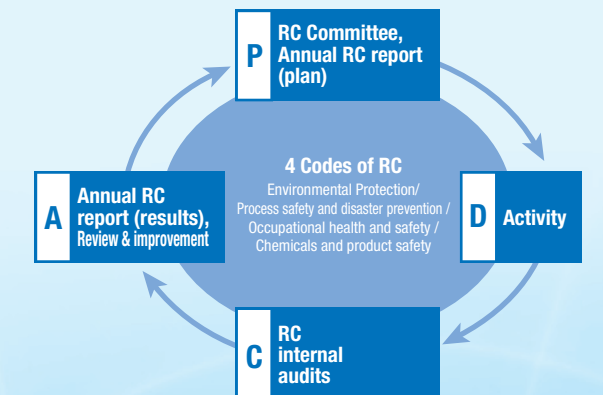 P
RC Committee,
Annual RC report
(plan)
4 Codes of RC
Environmental Protection/
Process safety and disaster prevention /
Occupational health and safety /
Chemicals and product safety
A
Annual RC
report (results),
Review & improvement
D
Activity
C
RC
internal
audits